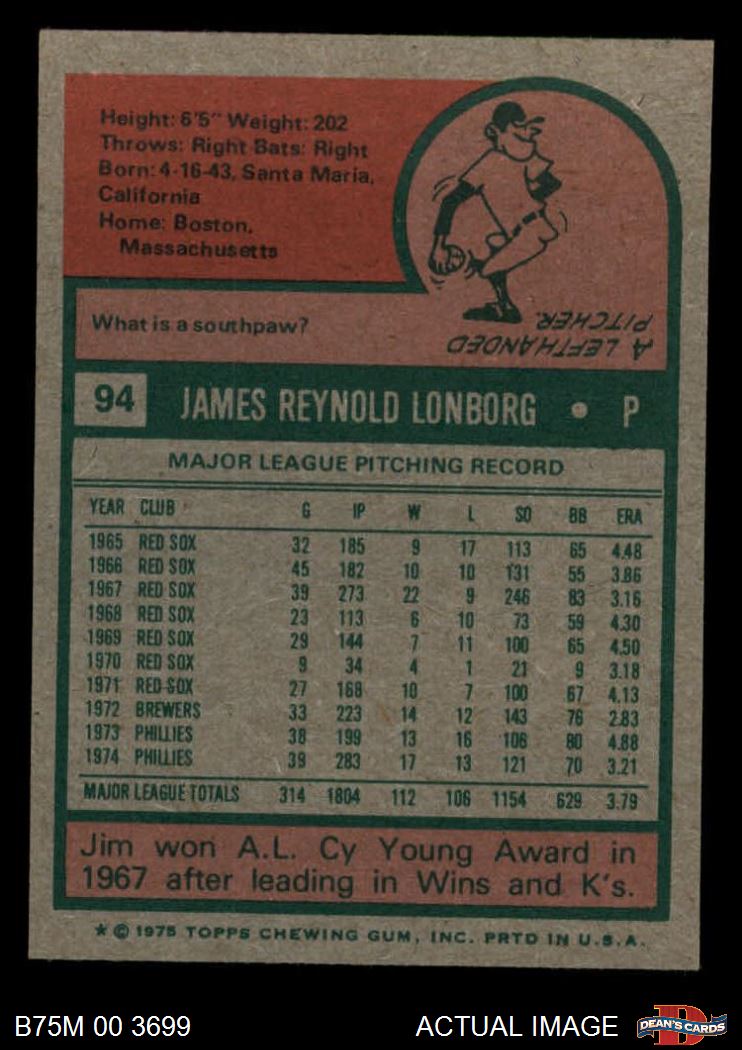 Height: 6'5" Weight: 202
Throws: Right Bats: Right
Born: 4-16-43, Santa Maria,
California
Home: Boston,
Massachusetts
What is a southpaw?
A LEFTHANDED
PITCHER.
94 JAMES REYNOLD LONBORG • P
MAJOR LEAGUE PITCHING RECORD
YEAR CLUB G IP W L SO BB ERA
1965 RED SOX 32 185 9 17 113 65 4.48
1966 RED SOX 45 182 10 10 131 55 3.86
1967 RED SOX 39 273 22 9 246 83 3.16
1968 RED SOX 23 113 6 10 73 59 4.30
1969 RED SOX 29 144 7 11 100 65 4.50
1970 RED SOX 9 34 4 1 21 9 3.18
1971 RED SOX 27 168 10 7 100 67 4.13
1972 BREWERS 33 223 14 12 143 76 2.83
1973 PHILLIES 38 199 13 16 106 80 4.88
1974 PHILLIES 39 283 17 13 121 70 3.21
MAJOR LEAGUE TOTALS 314 1804 112 106 1154 629 3.79
Jim won A.L. Cy Young Award in
1967 after leading in Wins and K's.
★ © 1975 TOPPS CHEWING GUM, INC. PRTD IN U.S.A.
B75M 00 3699 ACTUAL IMAGE DEAN'S CARDS